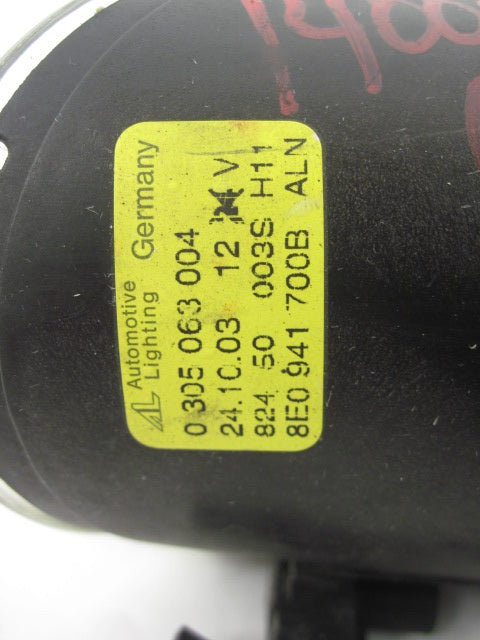 AL Automotive
Lighting Germany
0 305 063 004
24.10.03 12 V
824 50 003S H11
8E0 941 700B ALN